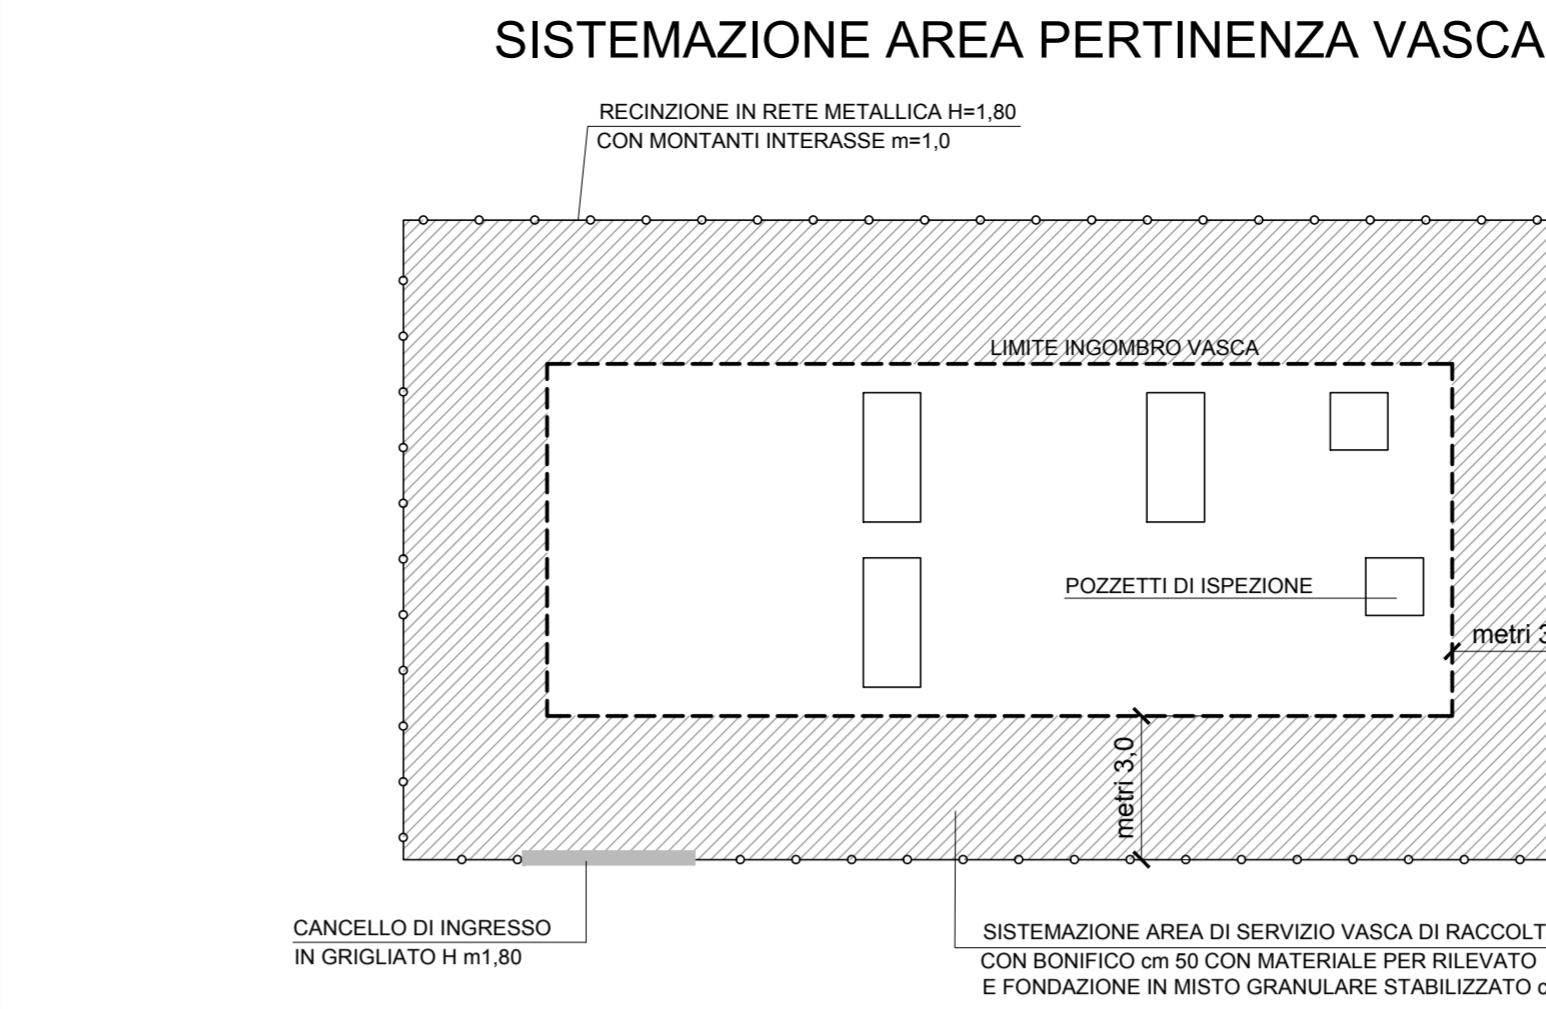 SISTEMAZIONE AREA PERTINENZA VASCA
RECINZIONE IN RETE METALLICA H=1,80
CON MONTANTI INTERASSE m=1,0
LIMITE INGOMBRO VASCA
POZZETTI DI ISPEZIONE
metri 3
metri 3,0
CANCELLO DI INGRESSO
IN GRIGLIATO H m1,80
SISTEMAZIONE AREA DI SERVIZIO VASCA DI RACCOLT
CON BONIFICO cm 50 CON MATERIALE PER RILEVATO
E FONDAZIONE IN MISTO GRANULARE STABILIZZATO